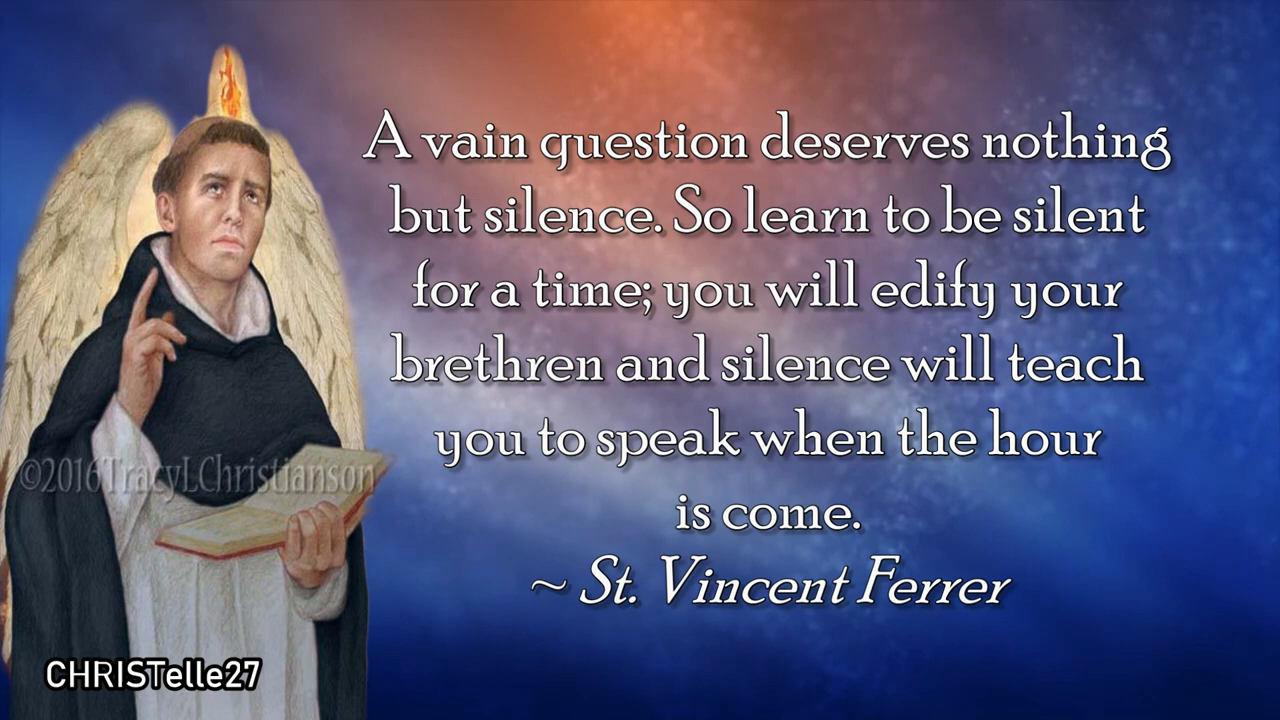 A vain question deserves nothing
but silence. So learn to be silent
for a time; you will edify your
brethren and silence will teach
you to speak when the hour
is come.
~ St. Vincent Ferrer
©2016TracyLChristianson
CHRISTelle27